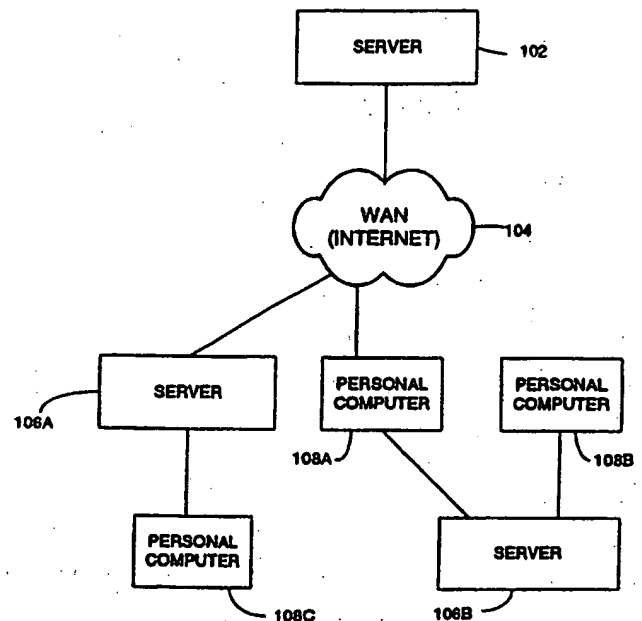 SERVER
102
WAN
(INTERNET)
104
SERVER
106A
PERSONAL
COMPUTER
108A
PERSONAL
COMPUTER
108B
PERSONAL
COMPUTER
108C
SERVER
106B